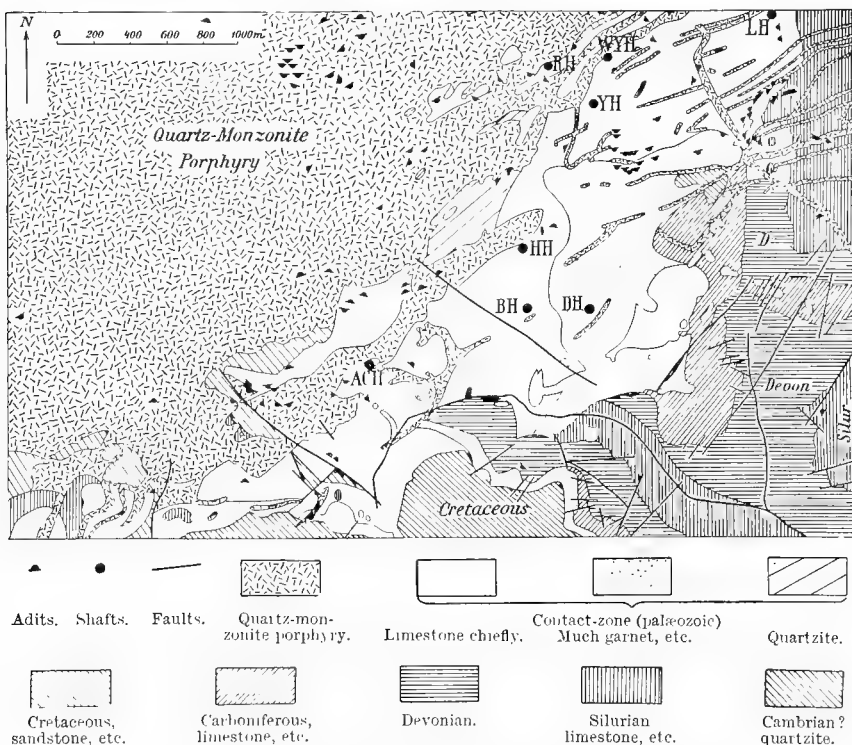 N
0 200 400 600 800 1000m
LH
WYH
RH
YH
Quartz-Monzonite
Porphyry
D
HH
BH
DH
ACH
Devon
Silur
Cretaceous
Adits. Shafts. Faults.
Quartz-mon-
zonite porphyry.
Limestone chiefly.
Contact-zone (palæozoic)
Much garnet, etc.
Quartzite.
Cretaceous,
sandstone, etc.
Carboniferous,
limestone, etc.
Devonian.
Silurian
limestone, etc.
Cambrian?
quartzite.